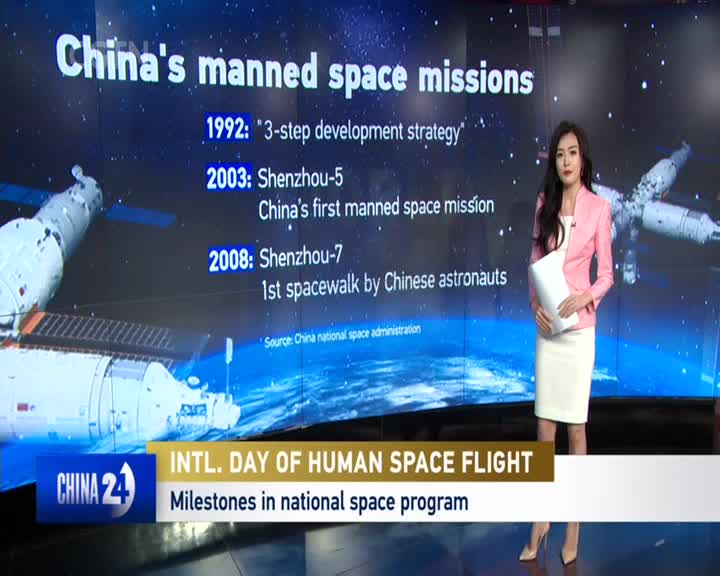 CGTN
China's manned space missions
1992: "3-step development strategy"
2003: Shenzhou-5
China's first manned space mission
2008: Shenzhou-7
1st spacewalk by Chinese astronauts
Source: China national space administration
INTL. DAY OF HUMAN SPACE FLIGHT
CHINA 24
Milestones in national space program